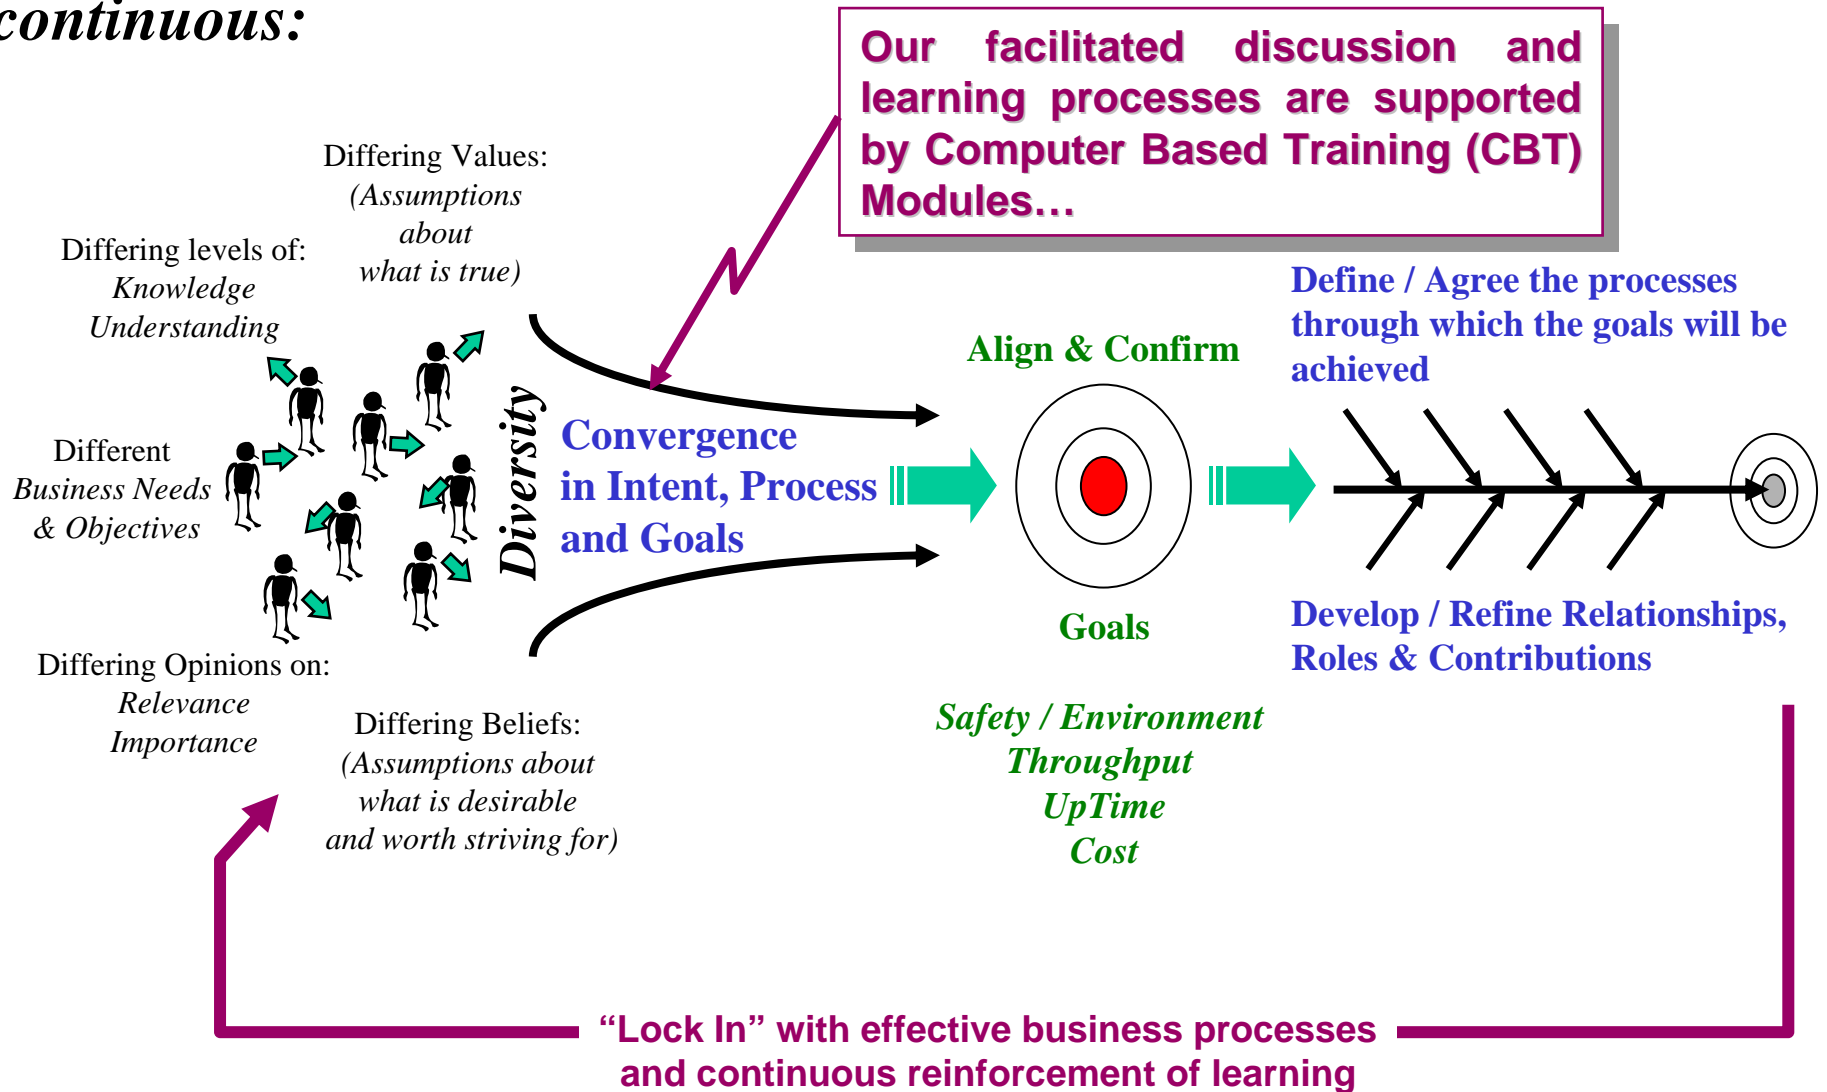 continuous:
Our facilitated discussion and
learning processes are supported
by Computer Based Training (CBT)
Modules…
Differing Values:
(Assumptions
about
what is true)
Differing levels of:
Knowledge
Understanding
Different
Business Needs
& Objectives
Differing Opinions on:
Relevance
Importance
Differing Beliefs:
(Assumptions about
what is desirable
and worth striving for)
Diversity
Convergence
in Intent, Process
and Goals
Align & Confirm
Goals
Safety / Environment
Throughput
UpTime
Cost
Define / Agree the processes
through which the goals will be
achieved
Develop / Refine Relationships,
Roles & Contributions
“Lock In” with effective business processes
and continuous reinforcement of learning